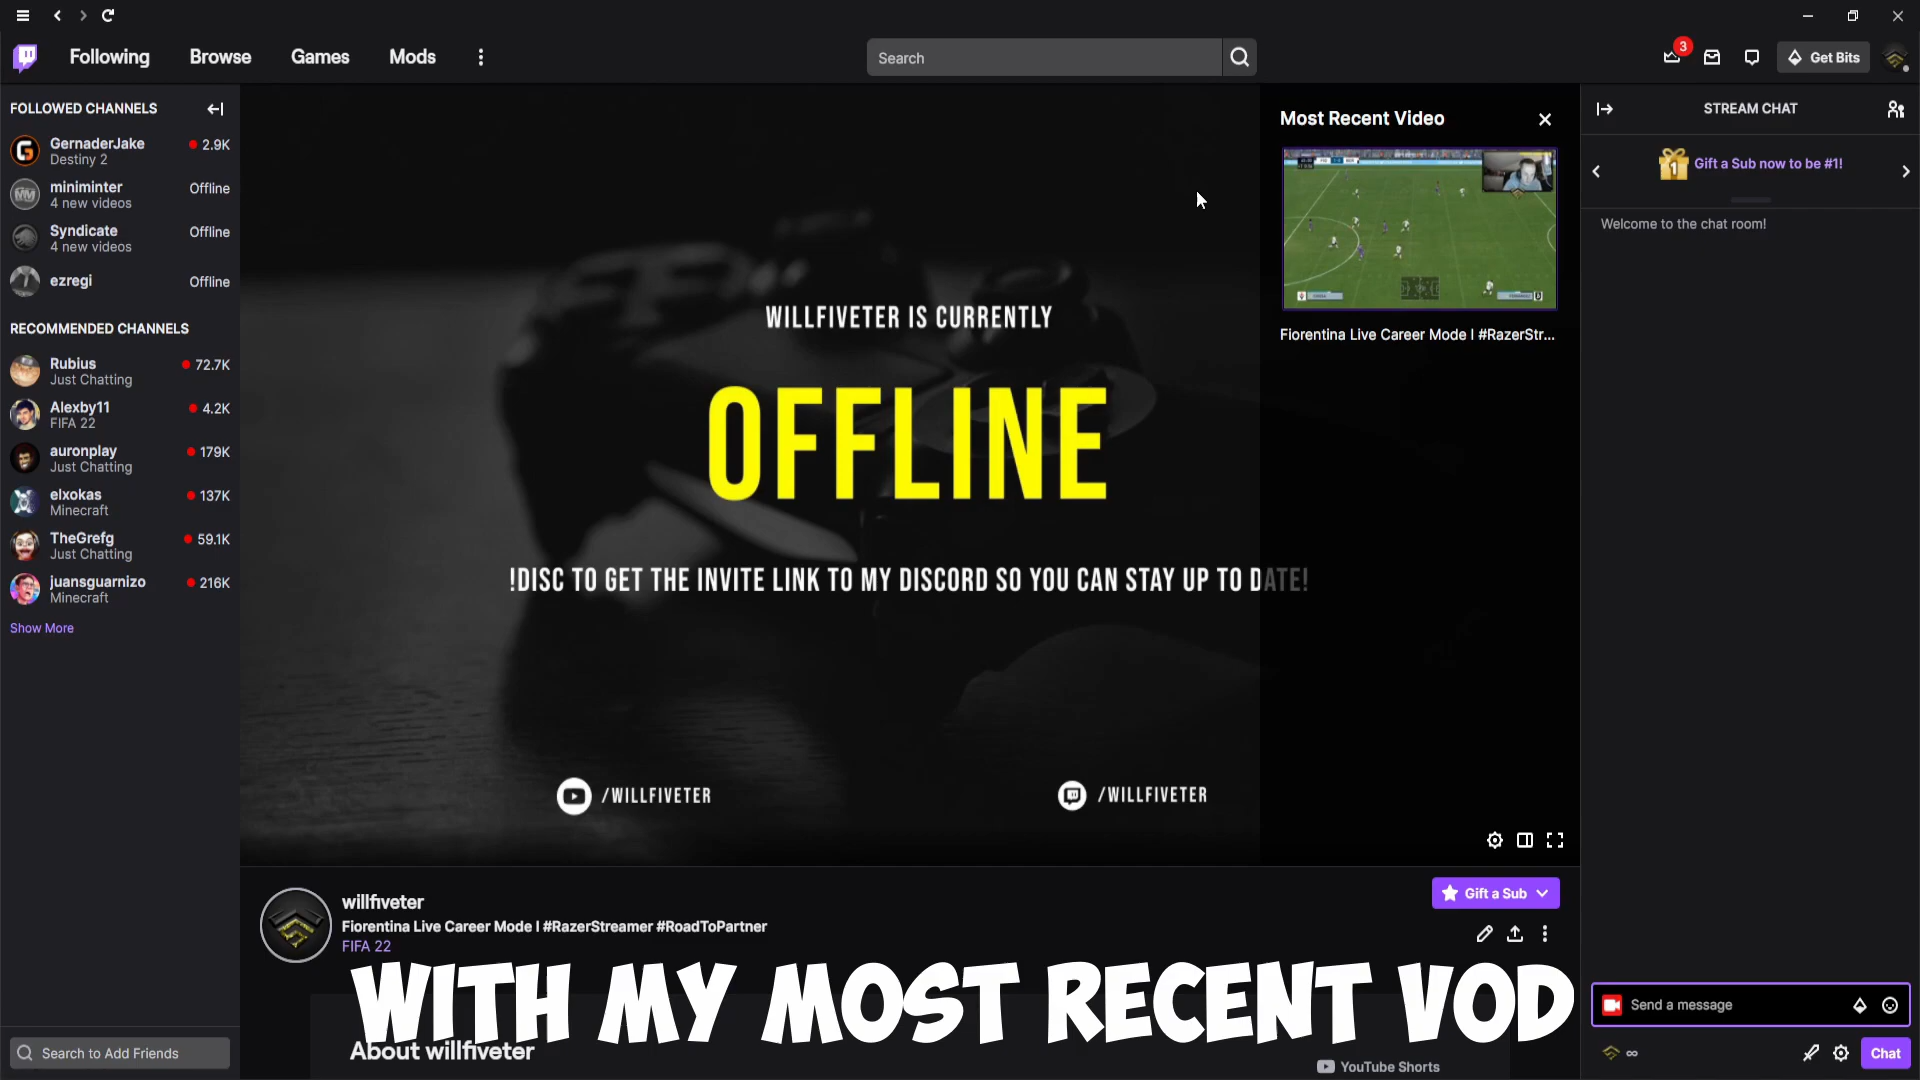 Following
Browse
Games
Mods
Search
3
Get Bits
FOLLOWED CHANNELS
GernaderJake
2.9K
Destiny 2
miniminter
Offline
4 new videos
Syndicate
Offline
4 new videos
ezregi
Offline
RECOMMENDED CHANNELS
Rubius
72.7K
Just Chatting
Alexby11
4.2K
FIFA 22
auronplay
179K
Just Chatting
elxokas
137K
Minecraft
TheGrefg
59.1K
Just Chatting
juansguarnizo
216K
Minecraft
Show More
Search to Add Friends
WILLFIVETER IS CURRENTLY
OFFLINE
!DISC TO GET THE INVITE LINK TO MY DISCORD SO YOU CAN STAY UP TO DATE!
/WILLFIVETER
/WILLFIVETER
Most Recent Video
Fiorentina Live Career Mode I #RazerStr...
willfiveter
Fiorentina Live Career Mode I #RazerStreamer #RoadToPartner
FIFA 22
Gift a Sub
WITH MY MOST RECENT VOD
About willfiveter
YouTube Shorts
STREAM CHAT
1
Gift a Sub now to be #1!
Welcome to the chat room!
Send a message
∞
Chat